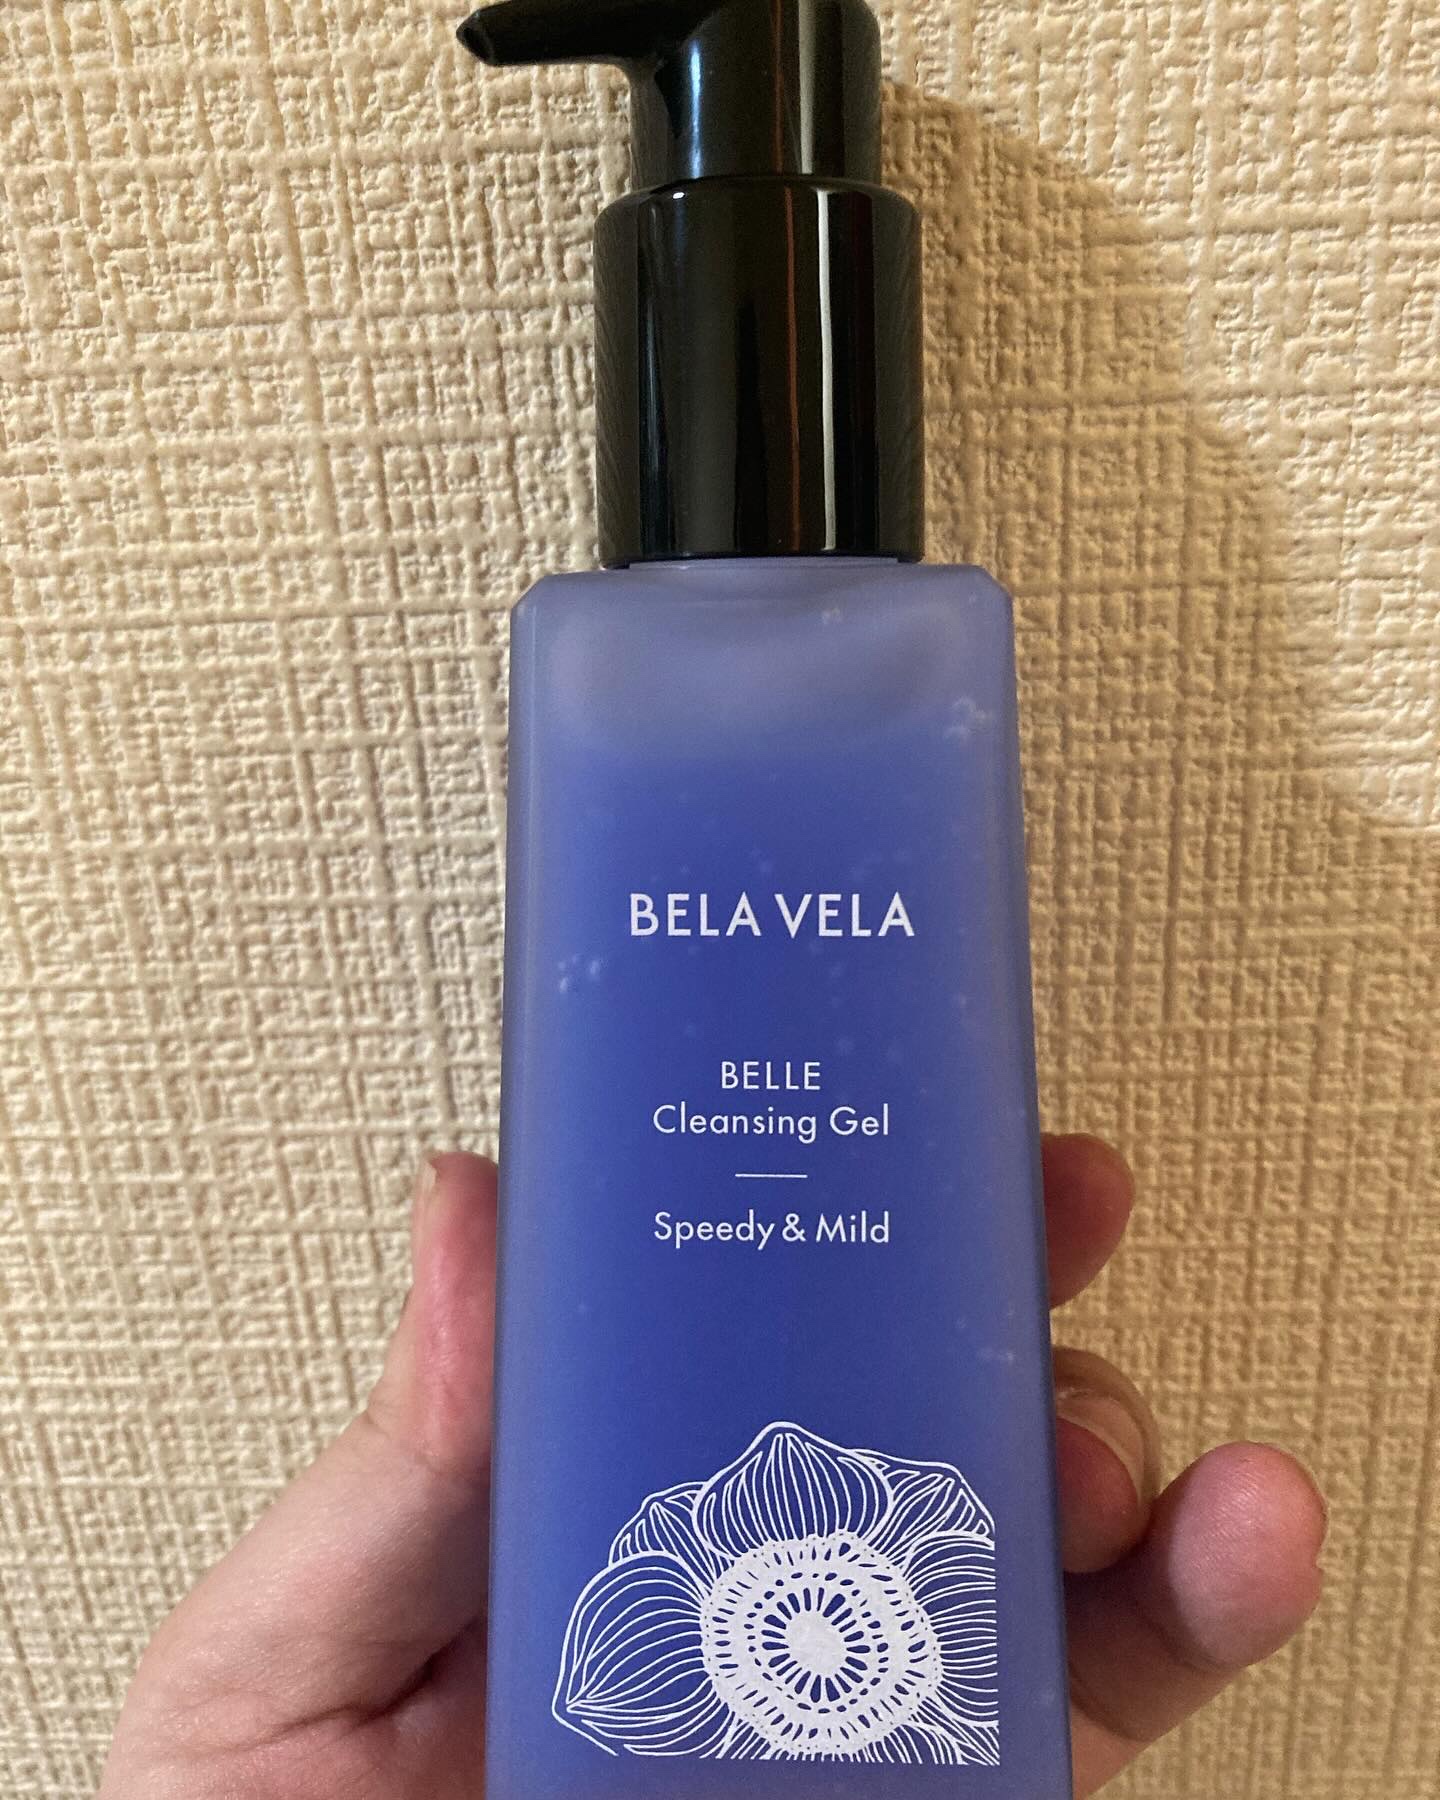 BELA VELA
BELLE
Cleansing Gel
Speedy & Mild